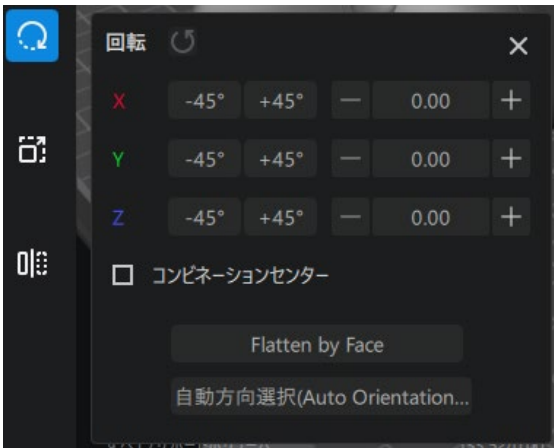 回転
X -45° +45° — 0.00 +
Y -45° +45° — 0.00 +
Z -45° +45° — 0.00 +
コンビネーションセンター
Flatten by Face
自動方向選択(Auto Orientation...